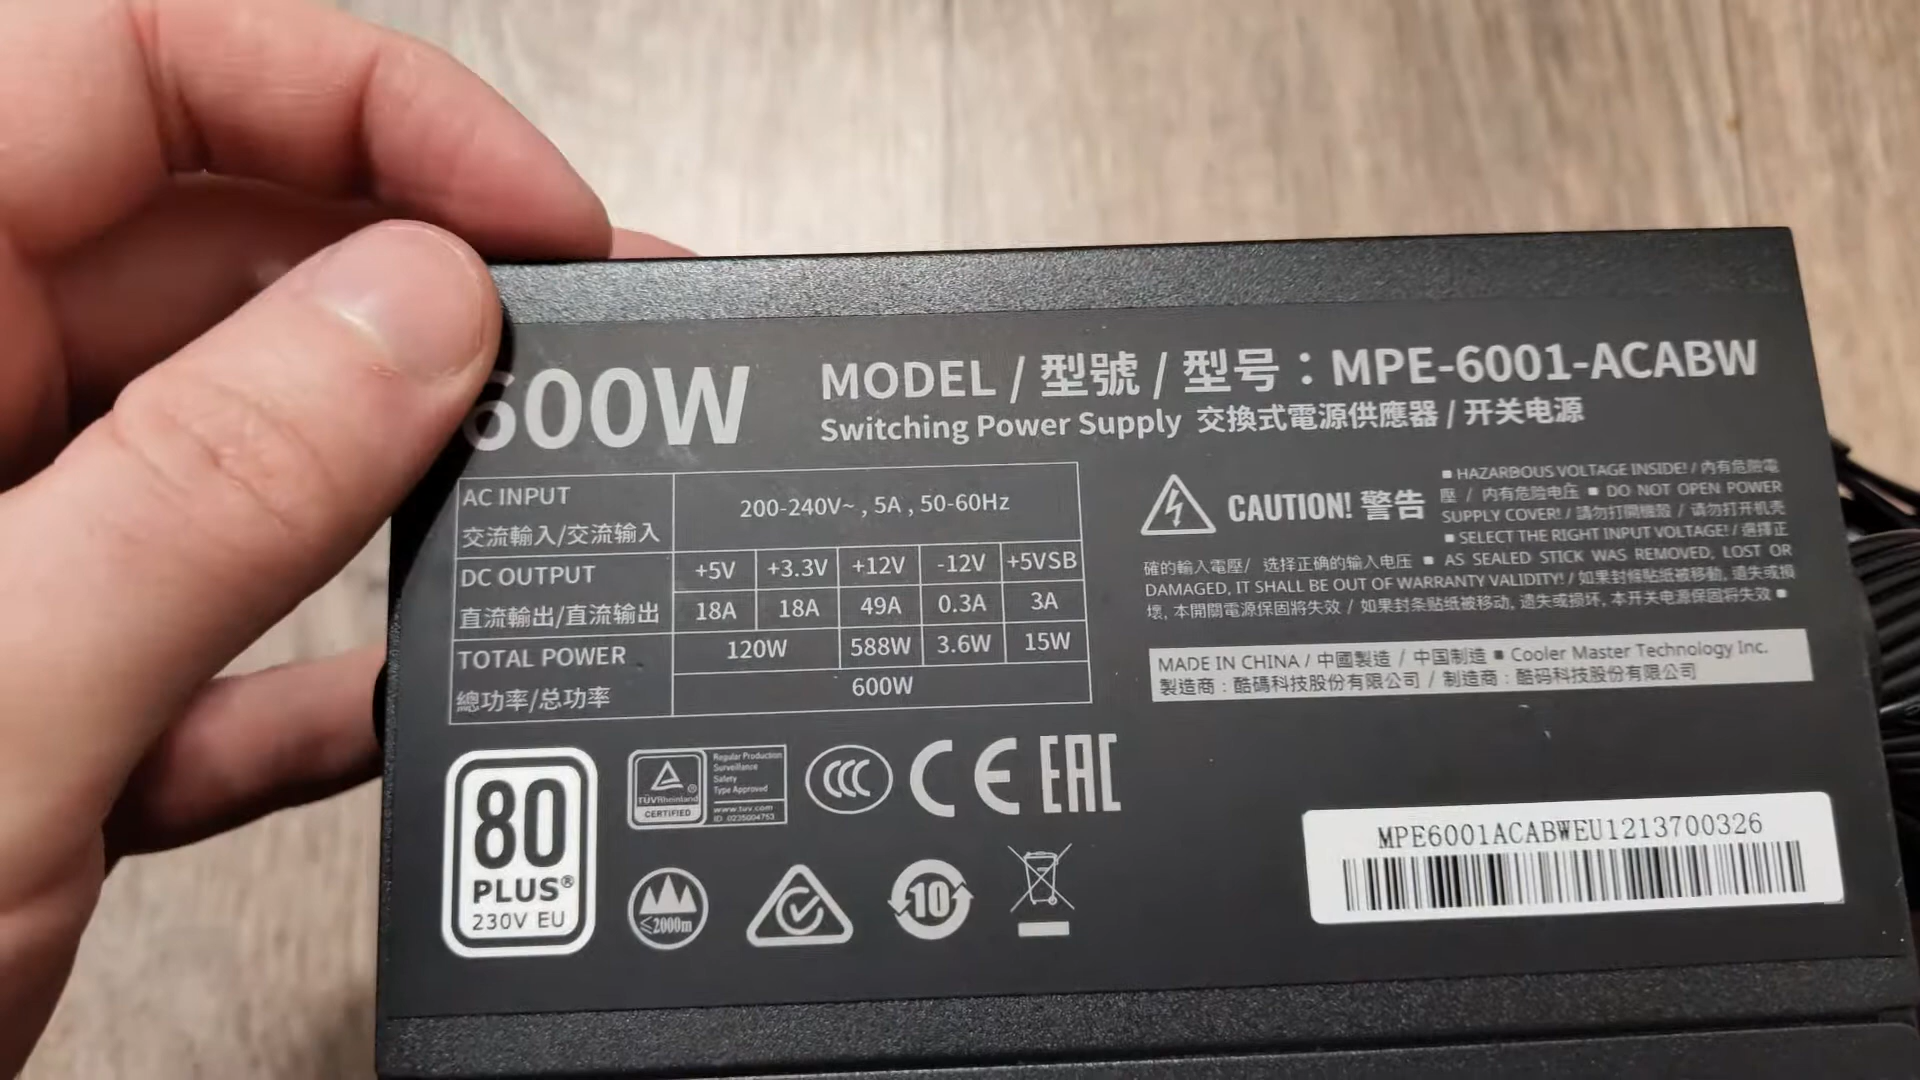 600W
MODEL / 型號 / 型号：MPE-6001-ACABW
Switching Power Supply 交換式電源供應器 / 开关电源
AC INPUT
交流輸入/交流输入
200-240V~ , 5A , 50-60Hz
DC OUTPUT
直流輸出/直流输出
+5V +3.3V +12V -12V +5VSB
18A 18A 49A 0.3A 3A
TOTAL POWER
總功率/总功率
120W 588W 3.6W 15W
600W
CAUTION! 警告
■ HAZARBOUS VOLTAGE INSIDE! / 內有危險電
壓 / 内有危险电压 ■ DO NOT OPEN POWER
SUPPLY COVER! / 請勿打開機殼 / 请勿打开机壳
■ SELECT THE RIGHT INPUT VOLTAGE! / 選擇正
確的輸入電壓/ 选择正确的输入电压 ■ AS SEALED STICK WAS REMOVED, LOST OR
DAMAGED, IT SHALL BE OUT OF WARRANTY VALIDITY! / 如果封條貼紙被移動, 遺失或損
壞, 本開關電源保固將失效 / 如果封条贴纸被移动, 遗失或损坏, 本开关电源保固将失效 ■
MADE IN CHINA / 中國製造 / 中国制造 ■ Cooler Master Technology Inc.
製造商：酷碼科技股份有限公司 / 制造商：酷码科技股份有限公司
80
PLUS®
230V EU
TÜVRheinland
CERTIFIED
Regular Production
Surveillance
Safety
Type Approved
www.tuv.com
ID 0235004753
CCC
CE
EAC
≤2000m
10
MPE6001ACABWEU1213700326